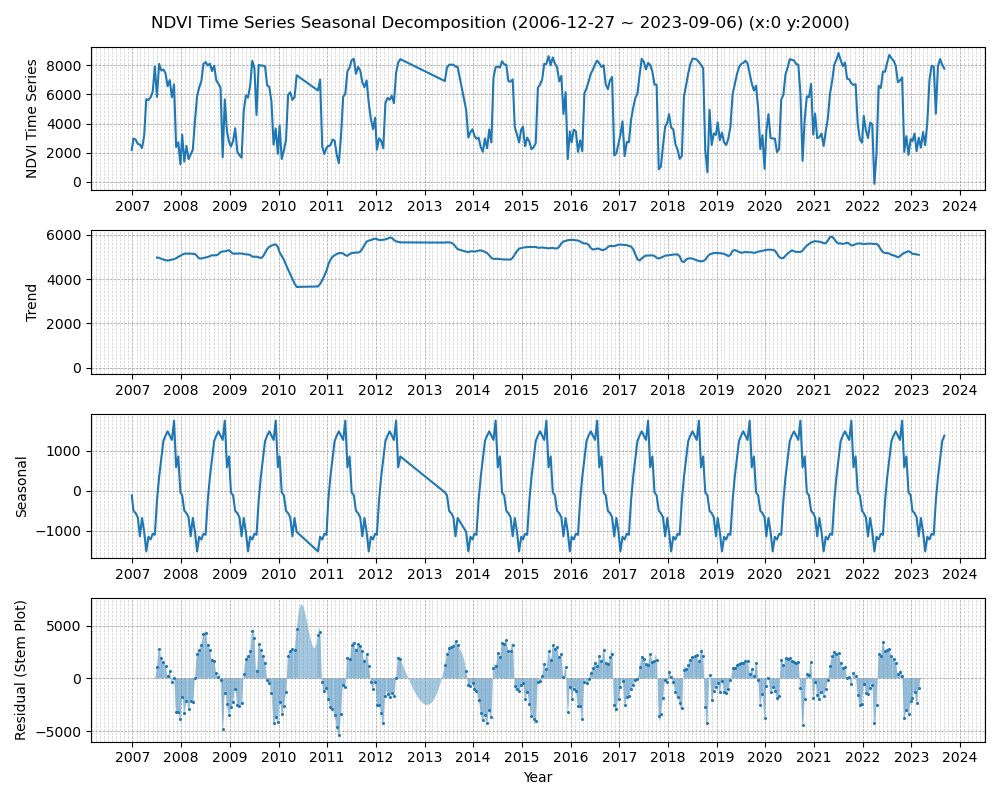 NDVI Time Series Seasonal Decomposition (2006-12-27 ~ 2023-09-06) (x:0 y:2000)
NDVI Time Series
8000
6000
4000
2000
0
2007 2008 2009 2010 2011 2012 2013 2014 2015 2016 2017 2018 2019 2020 2021 2022 2023 2024
Trend
6000
4000
2000
0
2007 2008 2009 2010 2011 2012 2013 2014 2015 2016 2017 2018 2019 2020 2021 2022 2023 2024
Seasonal
1000
0
−1000
2007 2008 2009 2010 2011 2012 2013 2014 2015 2016 2017 2018 2019 2020 2021 2022 2023 2024
Residual (Stem Plot)
5000
0
−5000
2007 2008 2009 2010 2011 2012 2013 2014 2015 2016 2017 2018 2019 2020 2021 2022 2023 2024
Year